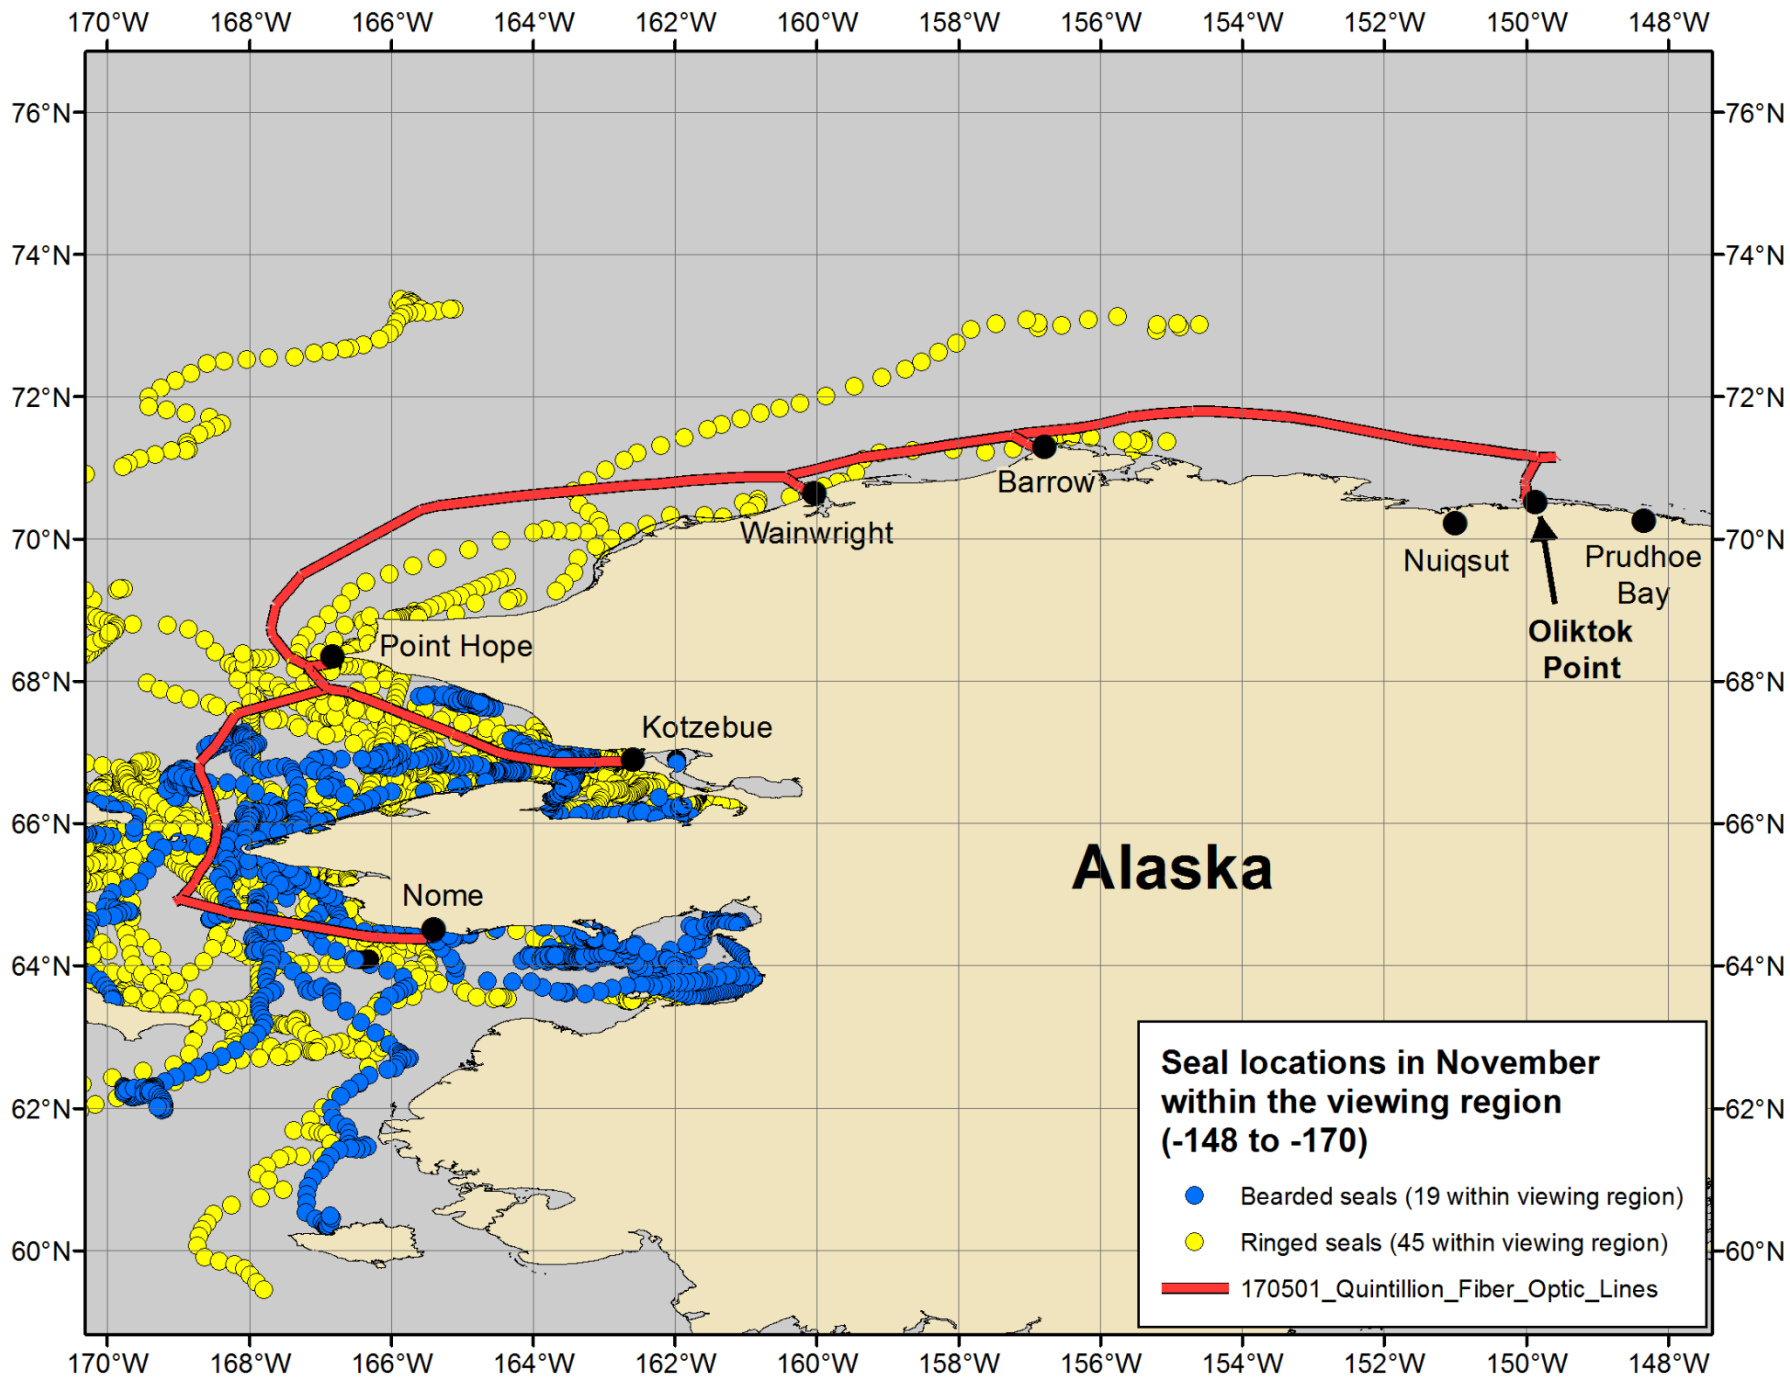 170°W 168°W 166°W 164°W 162°W 160°W 158°W 156°W 154°W 152°W 150°W 148°W
76°N 76°N
74°N 74°N
72°N 72°N
Barrow
Wainwright
70°N 70°N
Nuiqsut
Prudhoe
Bay
Oliktok
Point
Point Hope
68°N 68°N
Kotzebue
66°N 66°N
Alaska
Nome
64°N 64°N
62°N 62°N
60°N 60°N
Seal locations in November
within the viewing region
(-148 to -170)
Bearded seals (19 within viewing region)
Ringed seals (45 within viewing region)
170501_Quintillion_Fiber_Optic_Lines
170°W 168°W 166°W 164°W 162°W 160°W 158°W 156°W 154°W 152°W 150°W 148°W